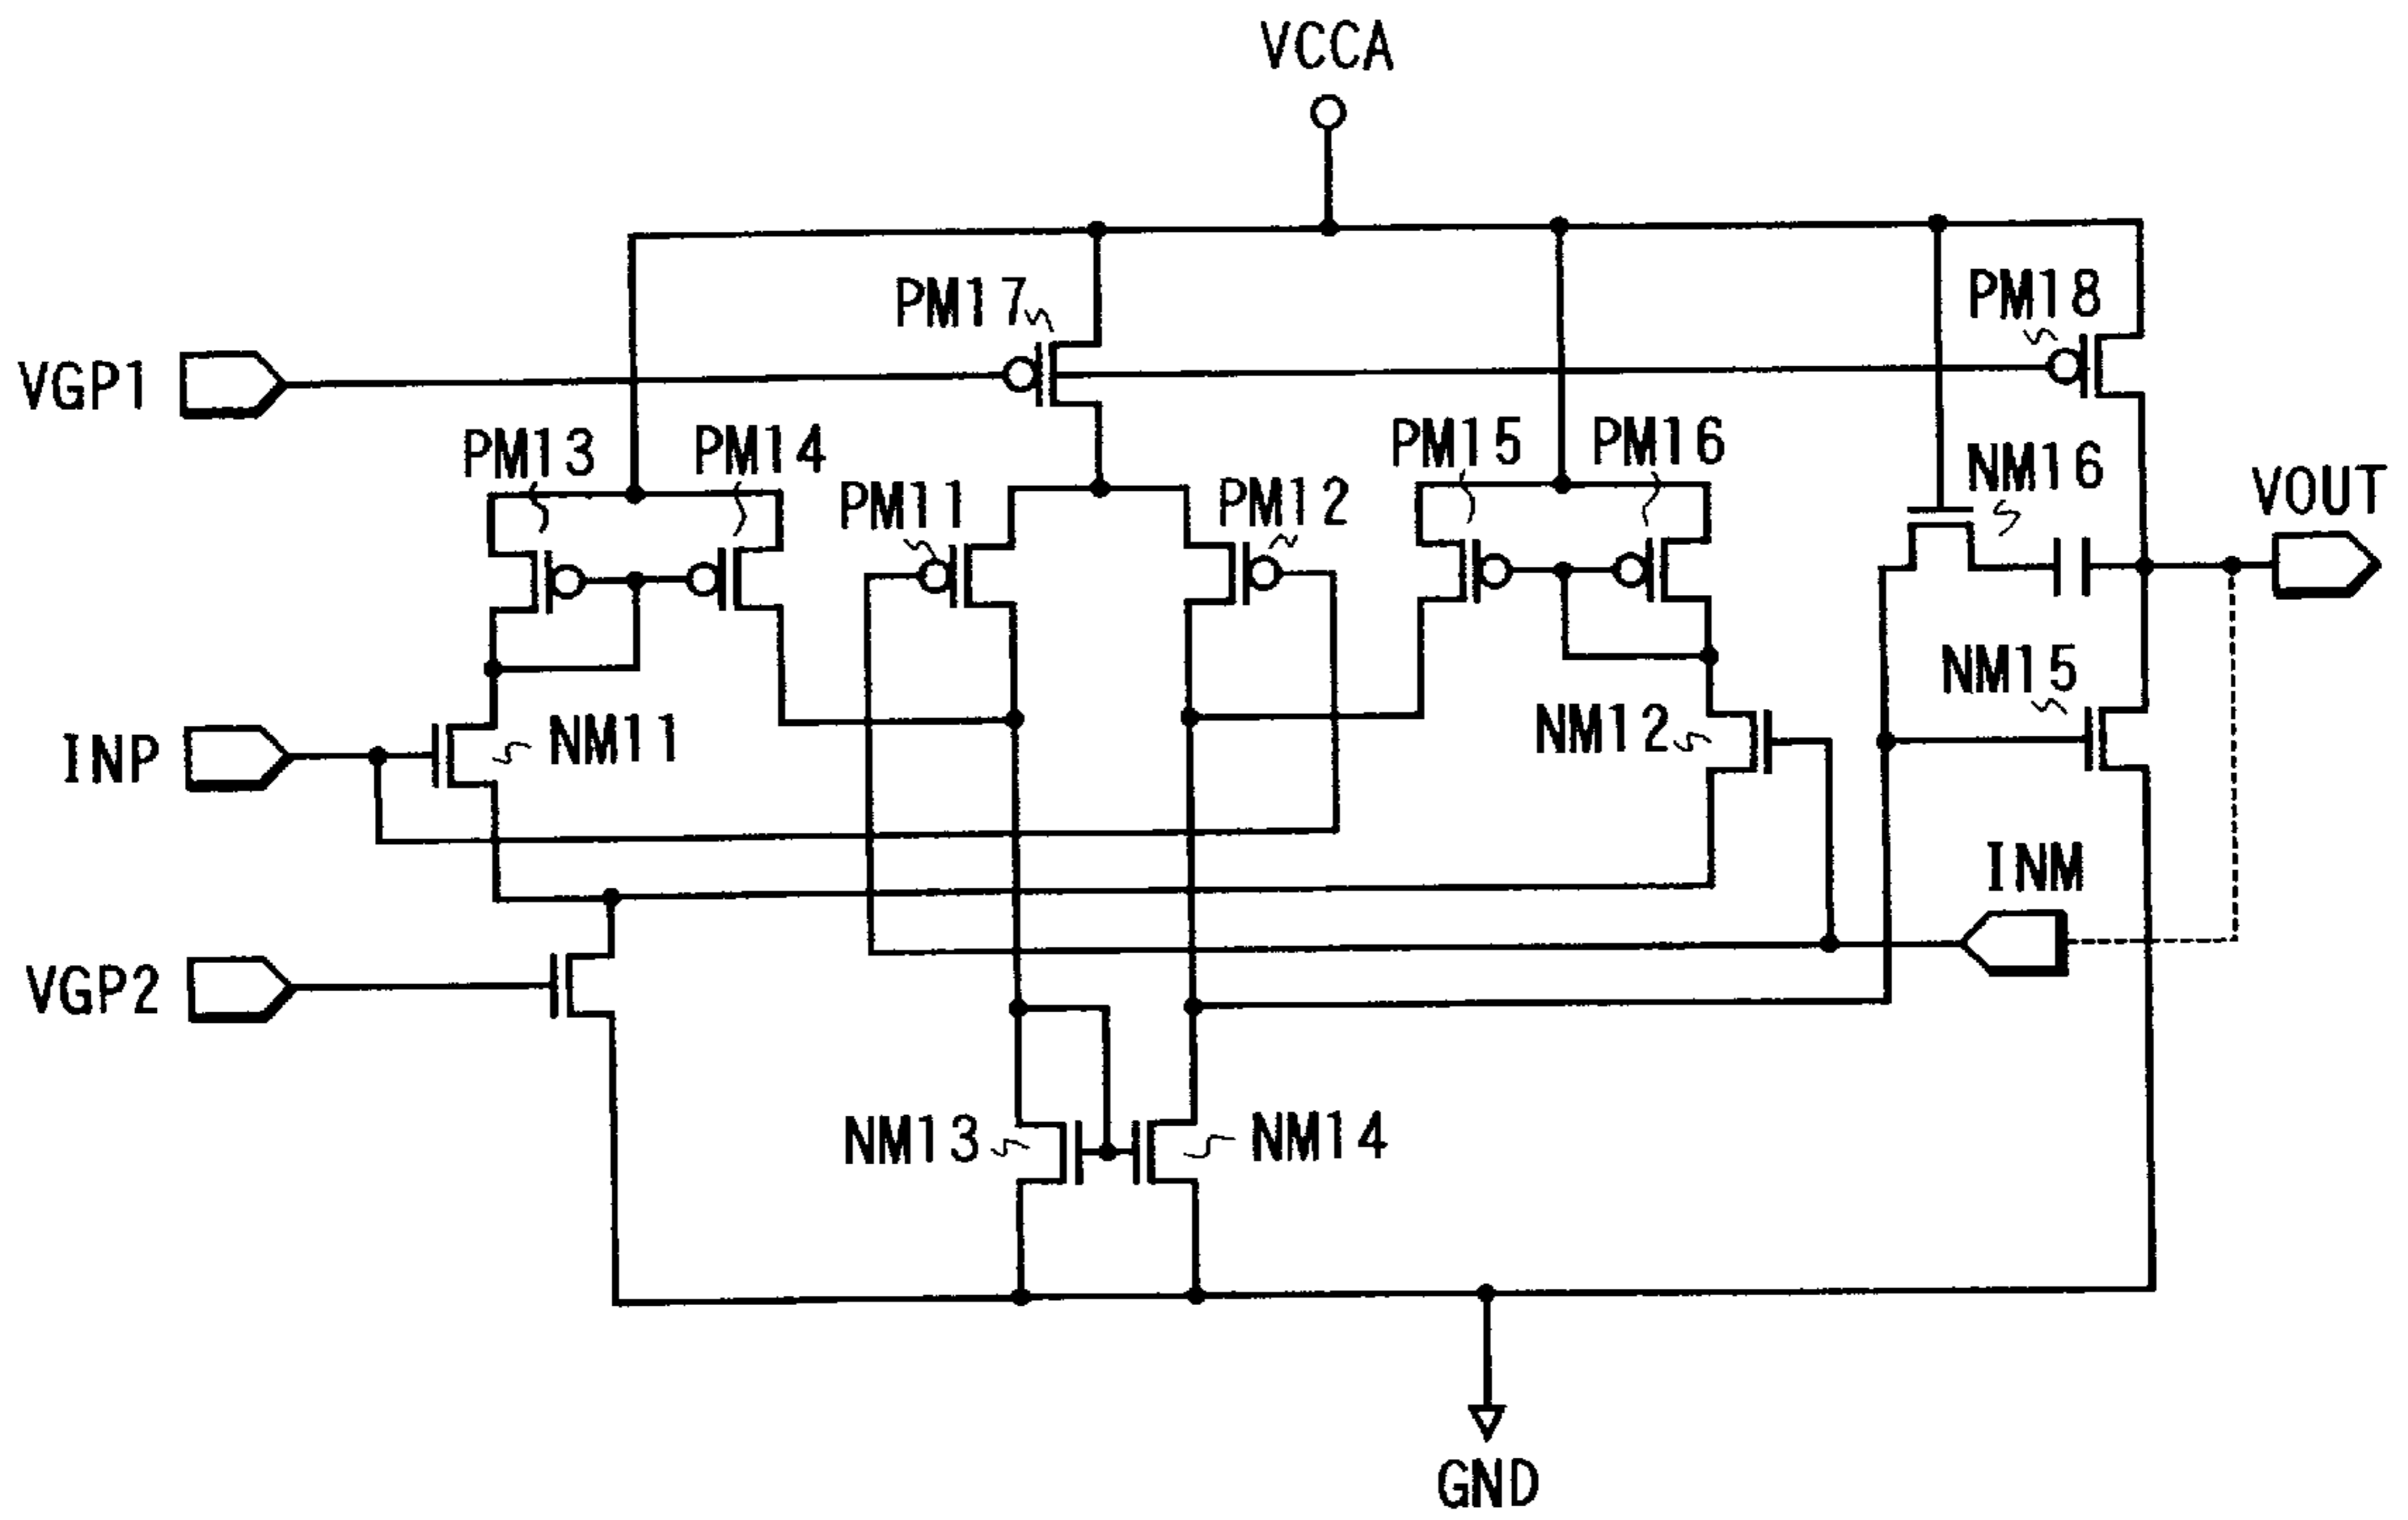 VCCA
PM17
PM18
VGP1
PM13
PM14
PM15
PM16
NM16
PM11
PM12
VOUT
NM15
INP
NM11
NM12
INM
VGP2
NM13
NM14
GND